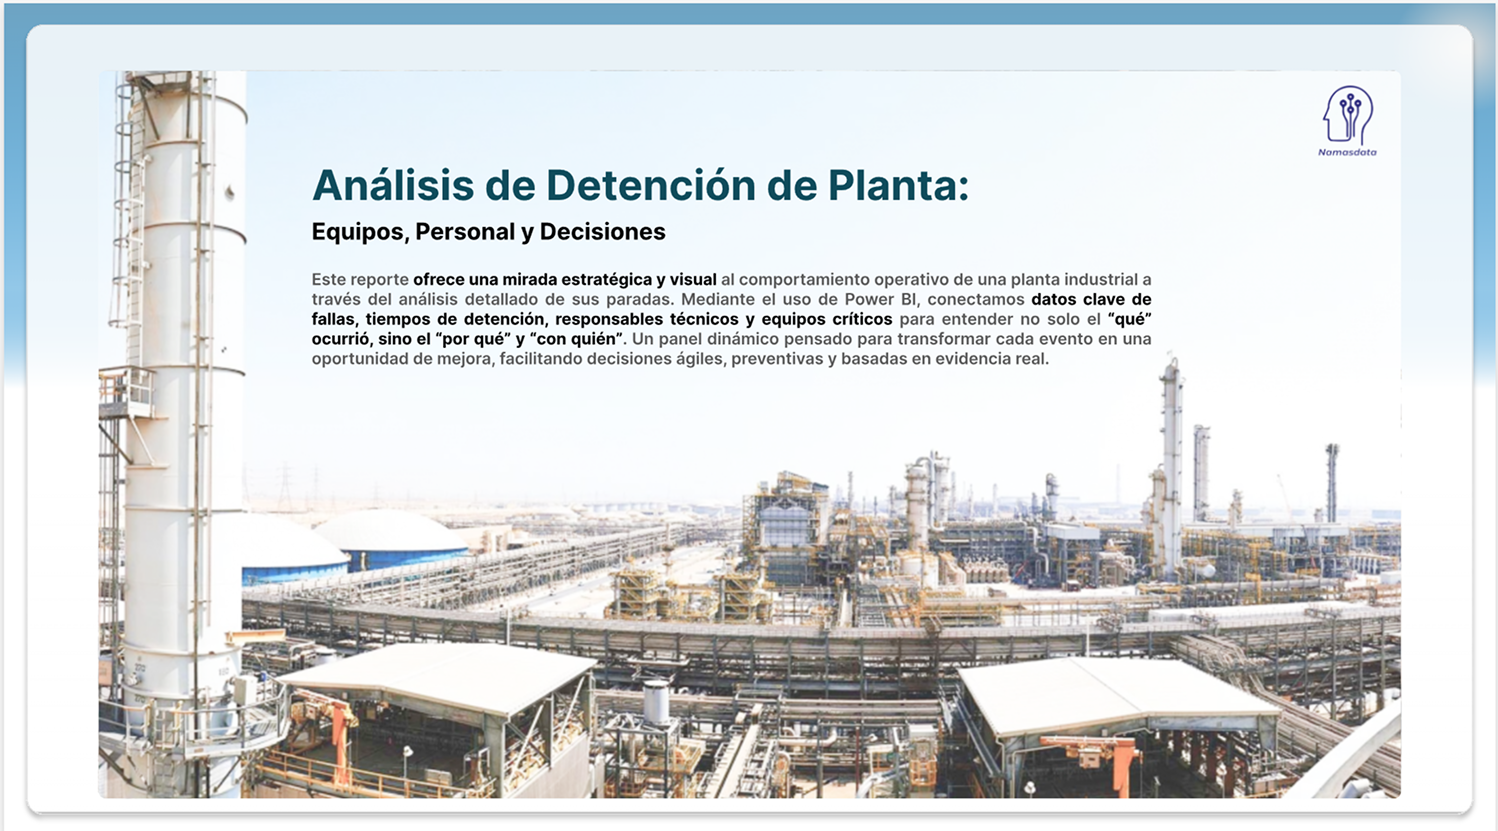 Nomasdata
Análisis de Detención de Planta:
Equipos, Personal y Decisiones
Este reporte ofrece una mirada estratégica y visual al comportamiento operativo de una planta industrial a
través del análisis detallado de sus paradas. Mediante el uso de Power BI, conectamos datos clave de
fallas, tiempos de detención, responsables técnicos y equipos críticos para entender no solo el “qué”
ocurrió, sino el “por qué” y “con quién”. Un panel dinámico pensado para transformar cada evento en una
oportunidad de mejora, facilitando decisiones ágiles, preventivas y basadas en evidencia real.